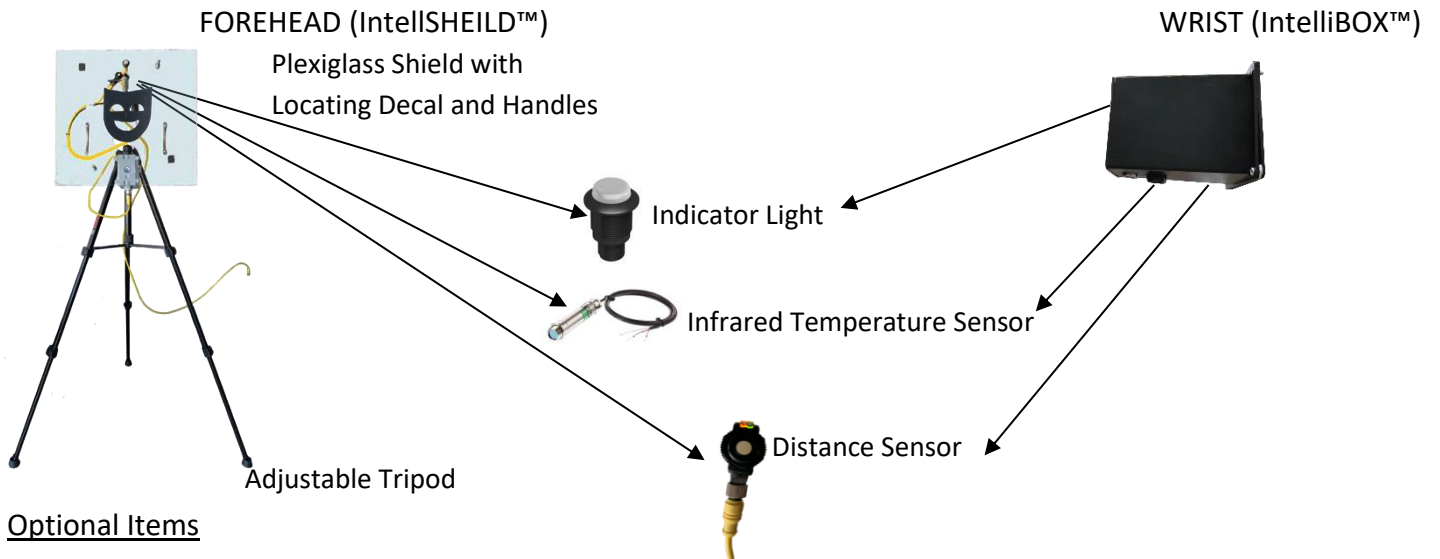 FOREHEAD (IntellSHEILD™)
WRIST (IntelliBOX™)
Plexiglass Shield with
Locating Decal and Handles
Indicator Light
Infrared Temperature Sensor
Distance Sensor
Adjustable Tripod
Optional Items